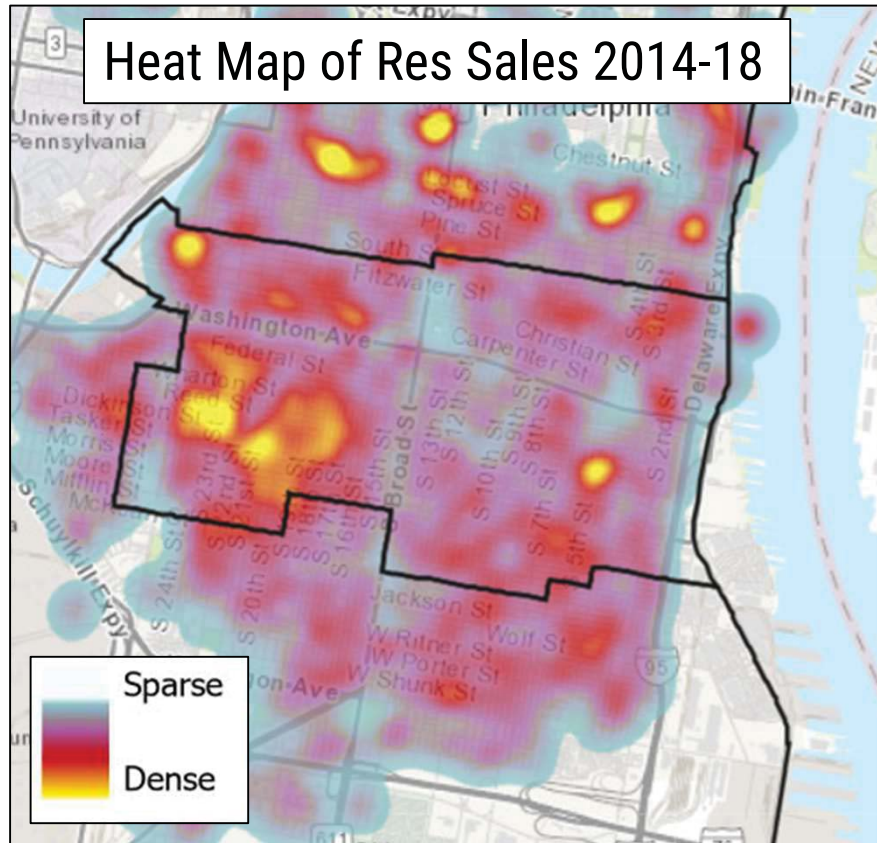 Expy
Heat Map of Res Sales 2014-18
3
Philadelphia
University of
Pennsylvania
Chestnut St
Spruce St
Pine St
South St
Fitzwater St
Washington-Ave
Christian St
Carpenter St
S 4th St
S 3rd St
Delaware Expy
Federal St
Wharton St
Reed St
Dickinson St
Tasker St
Morris St
Moore St
Mifflin St
S 23rd St
S 21st St
S 18th St
S 17th St
S 16th St
S 15th St
Broad St
S 13th St
S 12th St
S 10th St
S 9th St
S 8th St
S 7th St
5th St
S 2nd St
S 24th St
S 20th St
Schuylkill Expy
Jackson St
W Ritner St
Wolf St
W Porter St
W Shunk St
95
611
Sparse
Dense